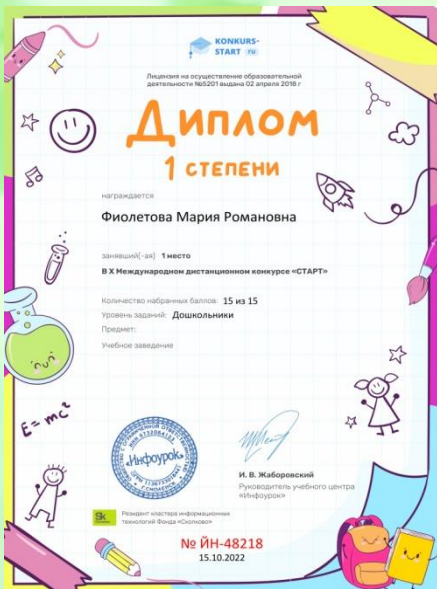 KONKURS-
START ru
Лицензия на осуществление образовательной
деятельности №5201 выдана 02 апреля 2018 г
Диплом
1 степени
награждается
Фиолетова Мария Романовна
занявший(-ая) 1 место
В X Международном дистанционном конкурсе «СТАРТ»
Количество набранных баллов: 15 из 15
Уровень заданий: Дошкольники
Предмет:
Учебное заведение
E = mc²
«Инфоурок»
Г.СМОЛЕНСК
И. В. Жаборовский
Руководитель учебного центра
«Инфоурок»
Sk
Резидент кластера информационных
технологий Фонда «Сколково»
№ ЙН-48218
15.10.2022